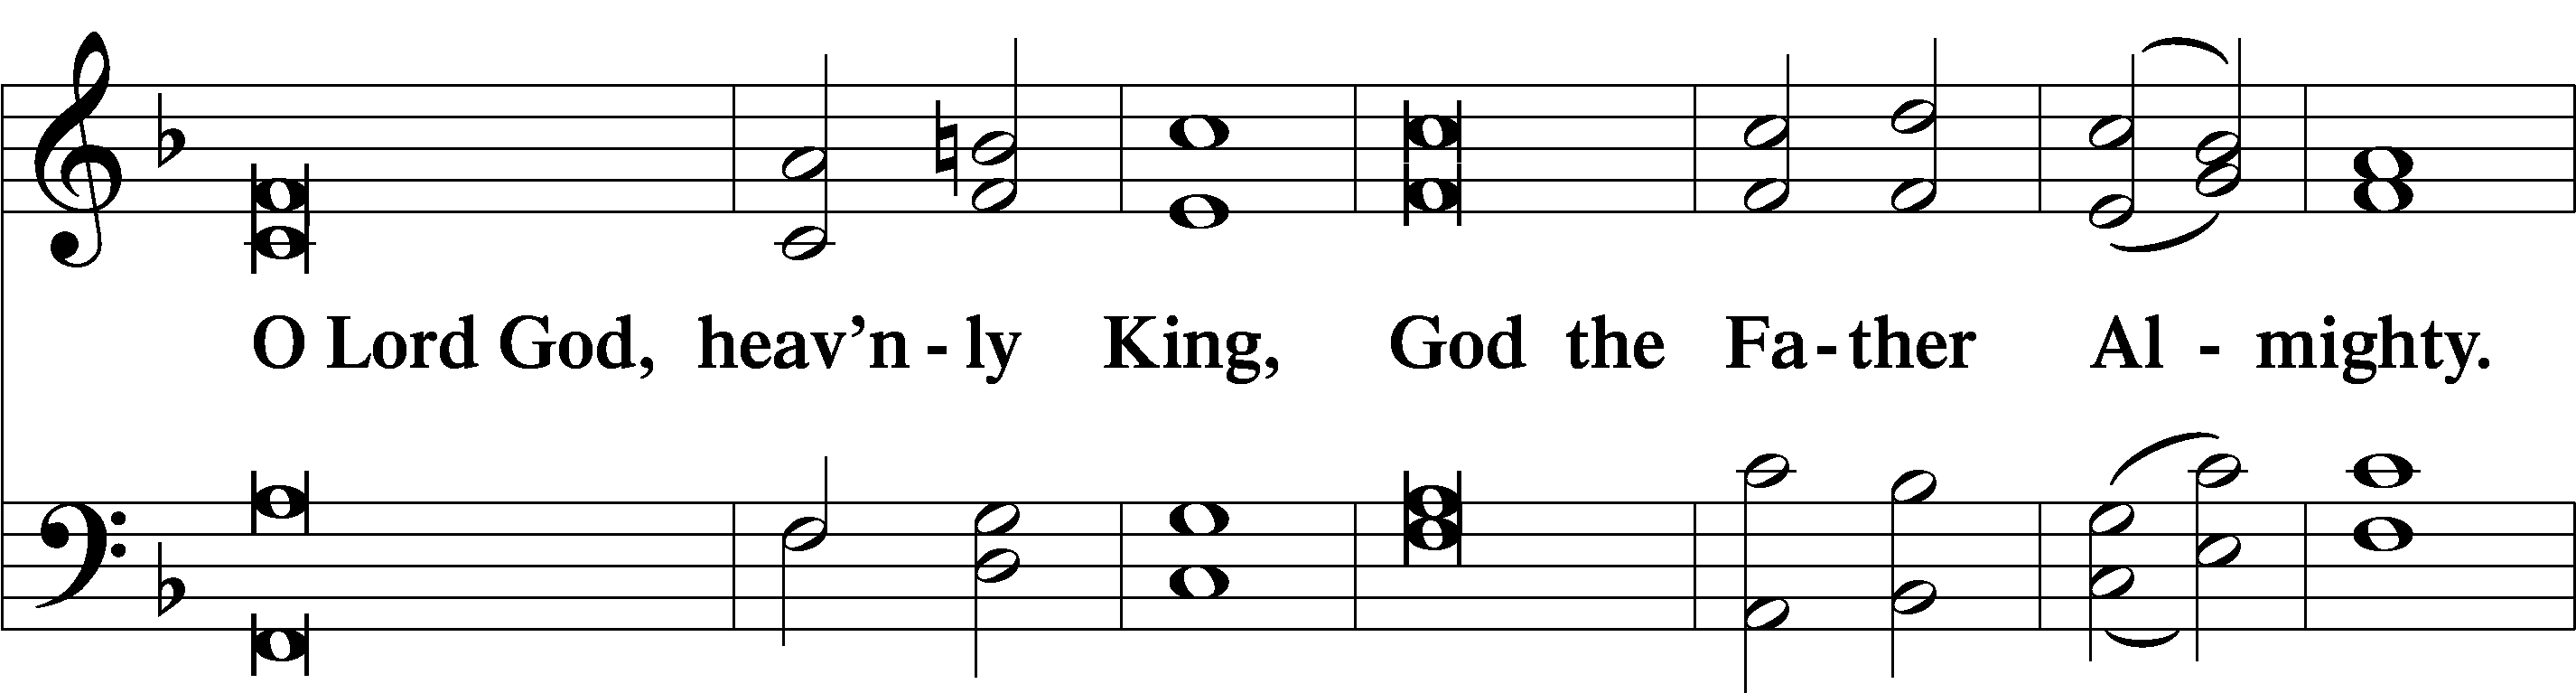 O Lord God, heav’n - ly King, God the Fa - ther Al - mighty.